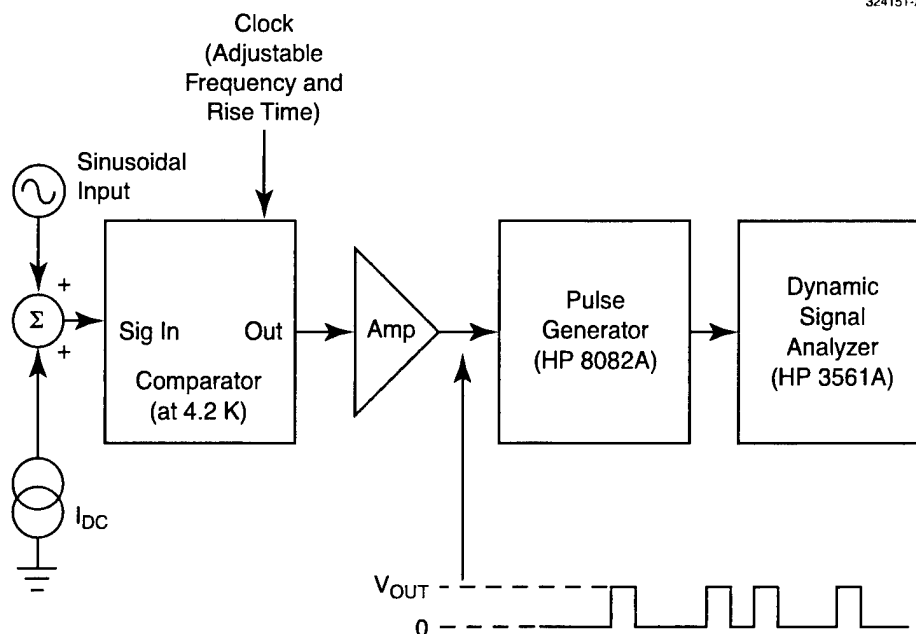 Clock
(Adjustable
Frequency and
Rise Time)
Sinusoidal
Input
+
Σ
+
Sig In
Out
Comparator
(at 4.2 K)
Amp
Pulse
Generator
(HP 8082A)
Dynamic
Signal
Analyzer
(HP 3561A)
I_DC
V_OUT
0